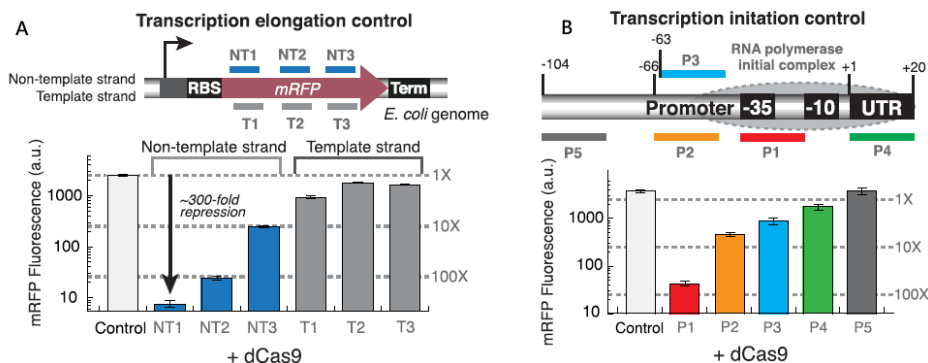 A
Transcription elongation control
NT1 NT2 NT3
Non-template strand
Template strand
RBS mRFP Term
T1 T2 T3
E. coli genome
Non-template strand Template strand
mRFP Fluorescence (a.u.)
1000
100
10
1X
10X
100X
~300-fold
repression
Control NT1 NT2 NT3 T1 T2 T3
+ dCas9
B
Transcription initation control
-63
P3
RNA polymerase
initial complex
-104 -66 +1 +20
Promoter -35 -10 UTR
P5 P2 P1 P4
mRFP Fluorescence (a.u.)
1000
100
10
1X
10X
100X
Control P1 P2 P3 P4 P5
+ dCas9